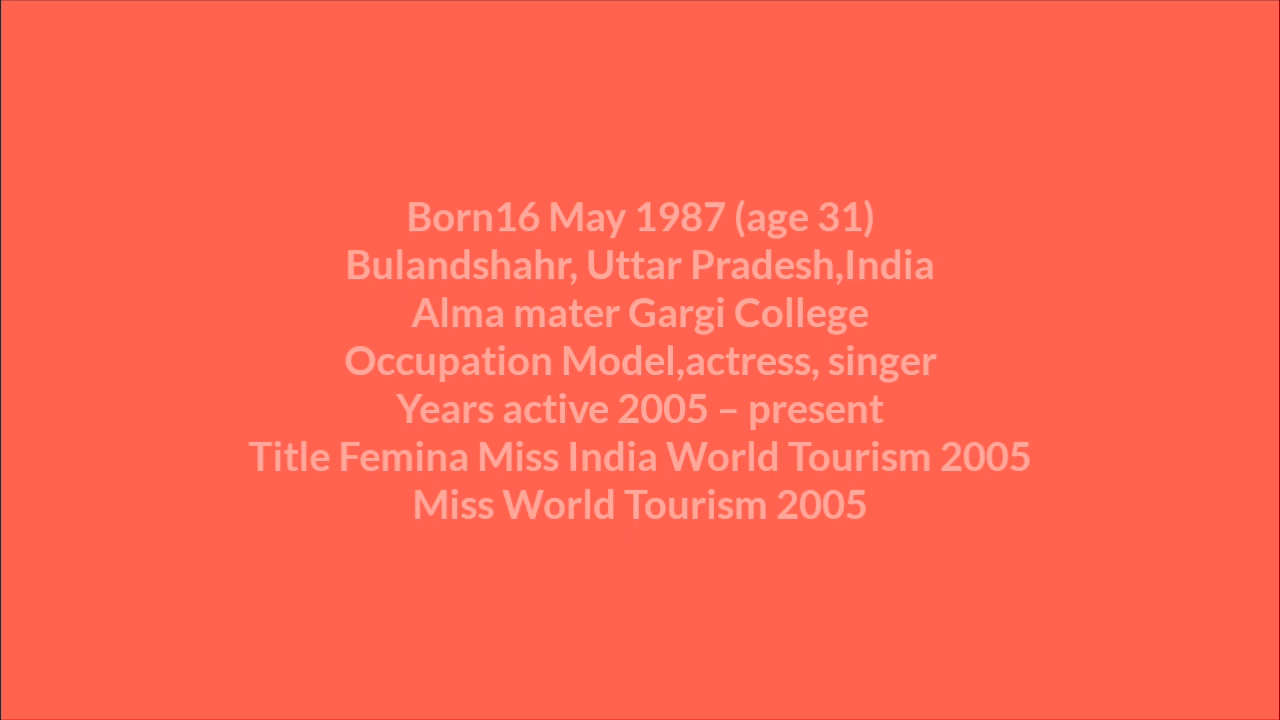 Born16 May 1987 (age 31)
Bulandshahr, Uttar Pradesh,India
Alma mater Gargi College
Occupation Model,actress, singer
Years active 2005 – present
Title Femina Miss India World Tourism 2005
Miss World Tourism 2005